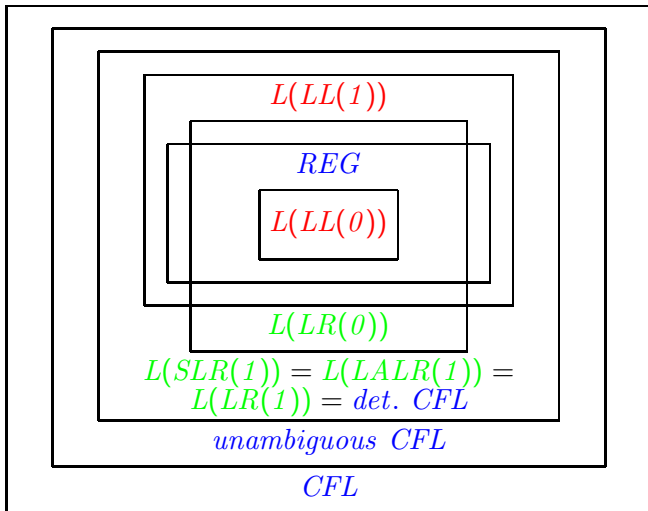 L(LL(1))
REG
L(LL(0))
L(LR(0))
L(SLR(1)) = L(LALR(1)) =
L(LR(1)) = det. CFL
unambiguous CFL
CFL